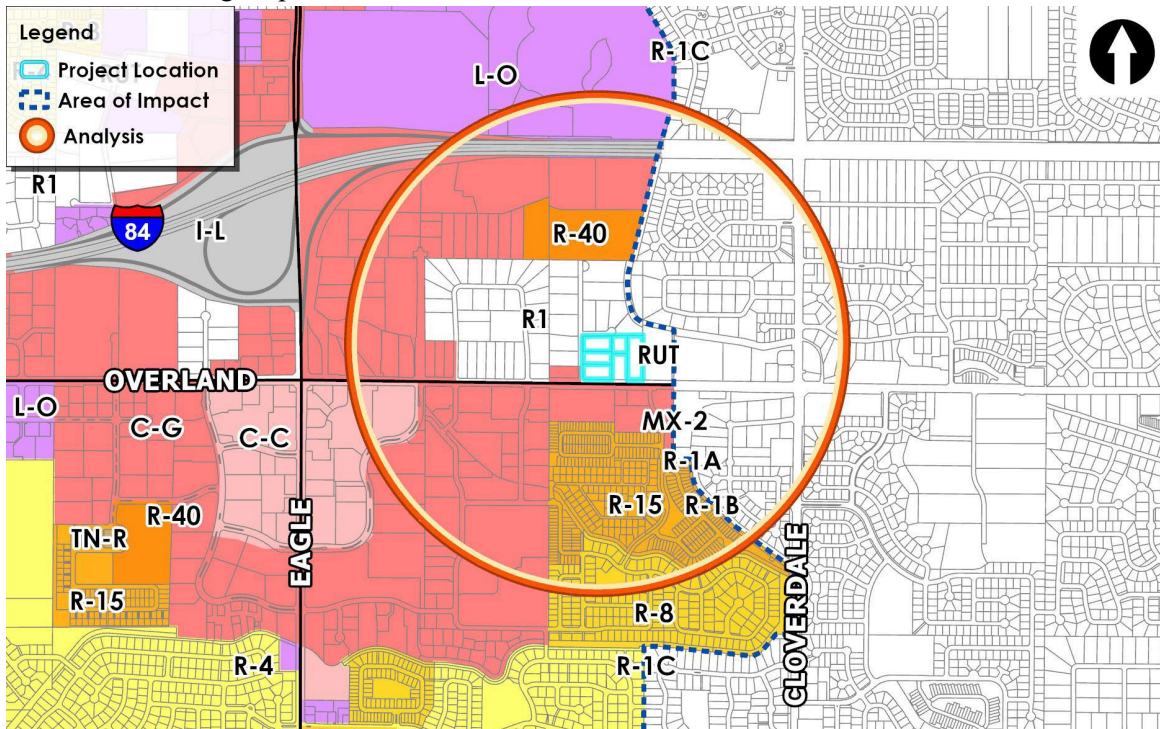 Legend
Project Location
Area of Impact
Analysis
R-1C
L-O
R1
84
I-L
R-40
R1
RUT
OVERLAND
L-O
C-G
C-C
MX-2
R-1A
R-15
R-1B
R-40
TN-R
EAGLE
R-15
R-8
CLOVERDALE
R-4
R-1C